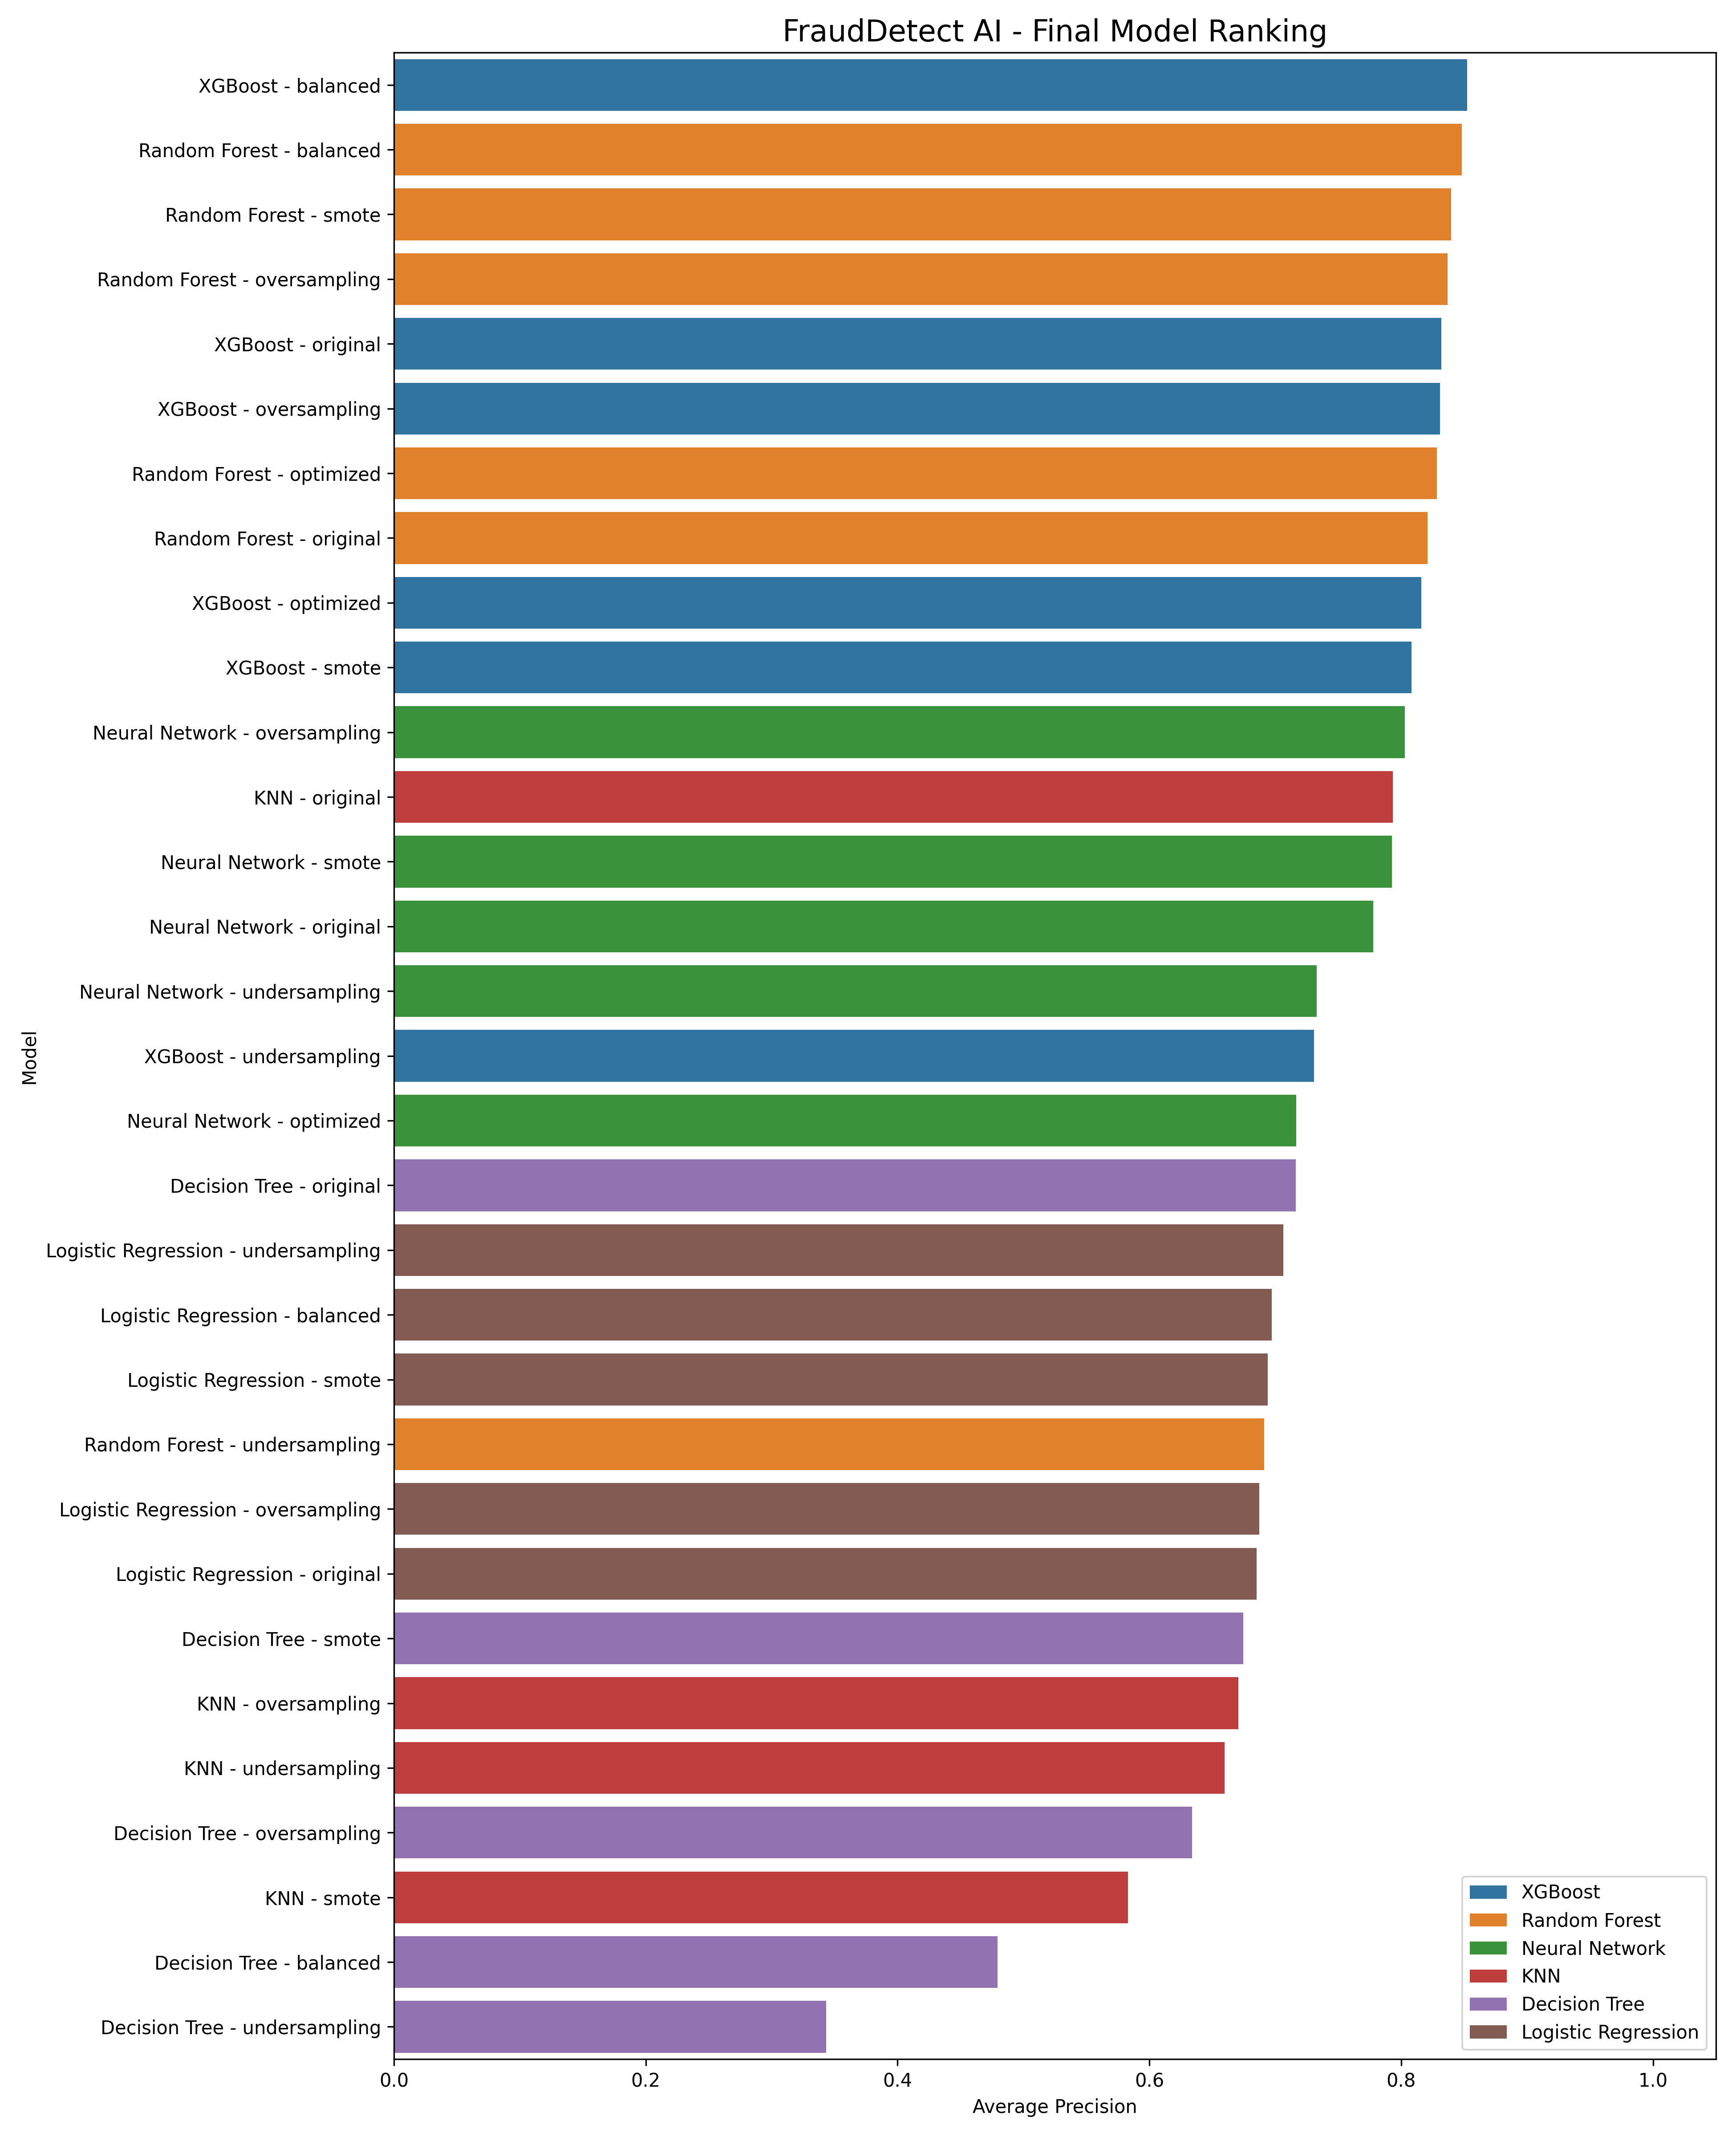 FraudDetect AI - Final Model Ranking
Model
XGBoost - balanced
Random Forest - balanced
Random Forest - smote
Random Forest - oversampling
XGBoost - original
XGBoost - oversampling
Random Forest - optimized
Random Forest - original
XGBoost - optimized
XGBoost - smote
Neural Network - oversampling
KNN - original
Neural Network - smote
Neural Network - original
Neural Network - undersampling
XGBoost - undersampling
Neural Network - optimized
Decision Tree - original
Logistic Regression - undersampling
Logistic Regression - balanced
Logistic Regression - smote
Random Forest - undersampling
Logistic Regression - oversampling
Logistic Regression - original
Decision Tree - smote
KNN - oversampling
KNN - undersampling
Decision Tree - oversampling
KNN - smote
Decision Tree - balanced
Decision Tree - undersampling
XGBoost
Random Forest
Neural Network
KNN
Decision Tree
Logistic Regression
0.0 0.2 0.4 0.6 0.8 1.0
Average Precision